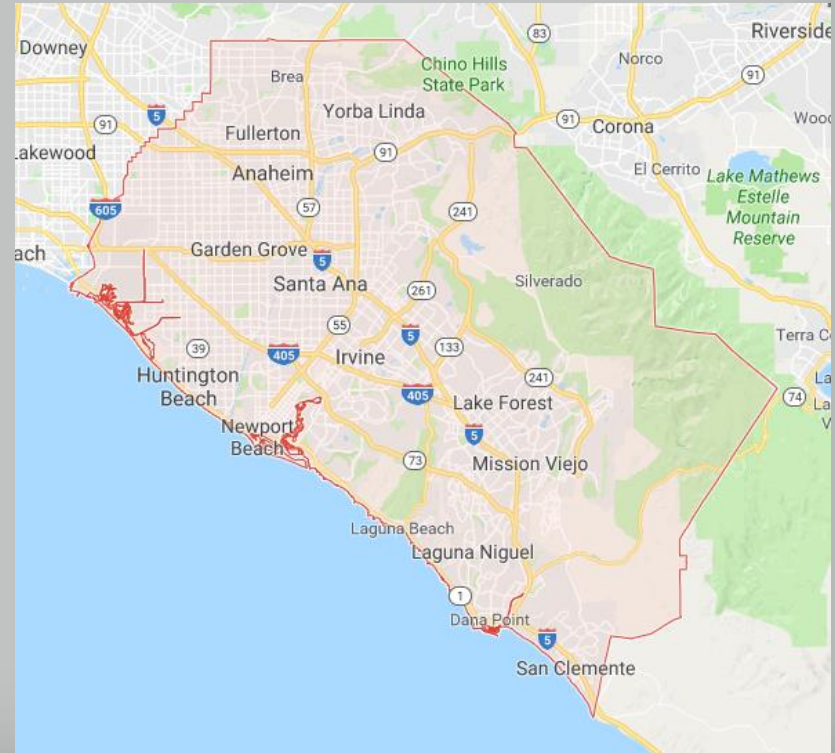 83
Riverside
Downey
Norco
Chino Hills
State Park
91
Brea
Yorba Linda
5
91
91
Corona
Fullerton
91
Lakewood
Anaheim
El Cerrito
Lake Mathews
Estelle
Mountain
Reserve
605
57
241
ach
Garden Grove
5
Santa Ana
Silverado
261
55
5
39
405
Irvine
133
Terra C
Huntington
Beach
405
241
La
74
La
V
Lake Forest
Newport
Beach
5
73
Mission Viejo
Laguna Beach
Laguna Niguel
1
Dana Point
5
San Clemente